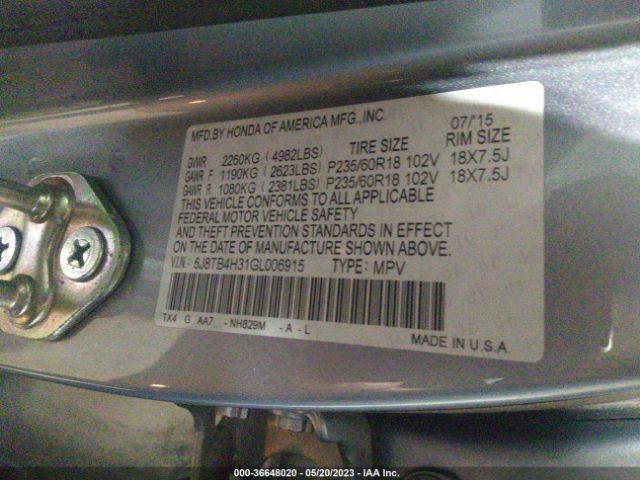 MFD.BY HONDA OF AMERICA MFG.,INC. 07/'15
GVWR 2260KG (4982LBS) TIRE SIZE RIM SIZE
GAWR F 1190KG (2623LBS) P235/60R18 102V 18X7.5J
GAWR R 1080KG (2381LBS) P235/60R18 102V 18X7.5J
THIS VEHICLE CONFORMS TO ALL APPLICABLE
FEDERAL MOTOR VEHICLE SAFETY
AND THEFT PREVENTION STANDARDS IN EFFECT
ON THE DATE OF MANUFACTURE SHOWN ABOVE.
V.I.N.: 5J8TB4H31GL006915 TYPE: MPV
TX4 G AA7 -NH829M -A-L
MADE IN U.S.A.
000-36648020 - 05/20/2023 - IAA Inc.